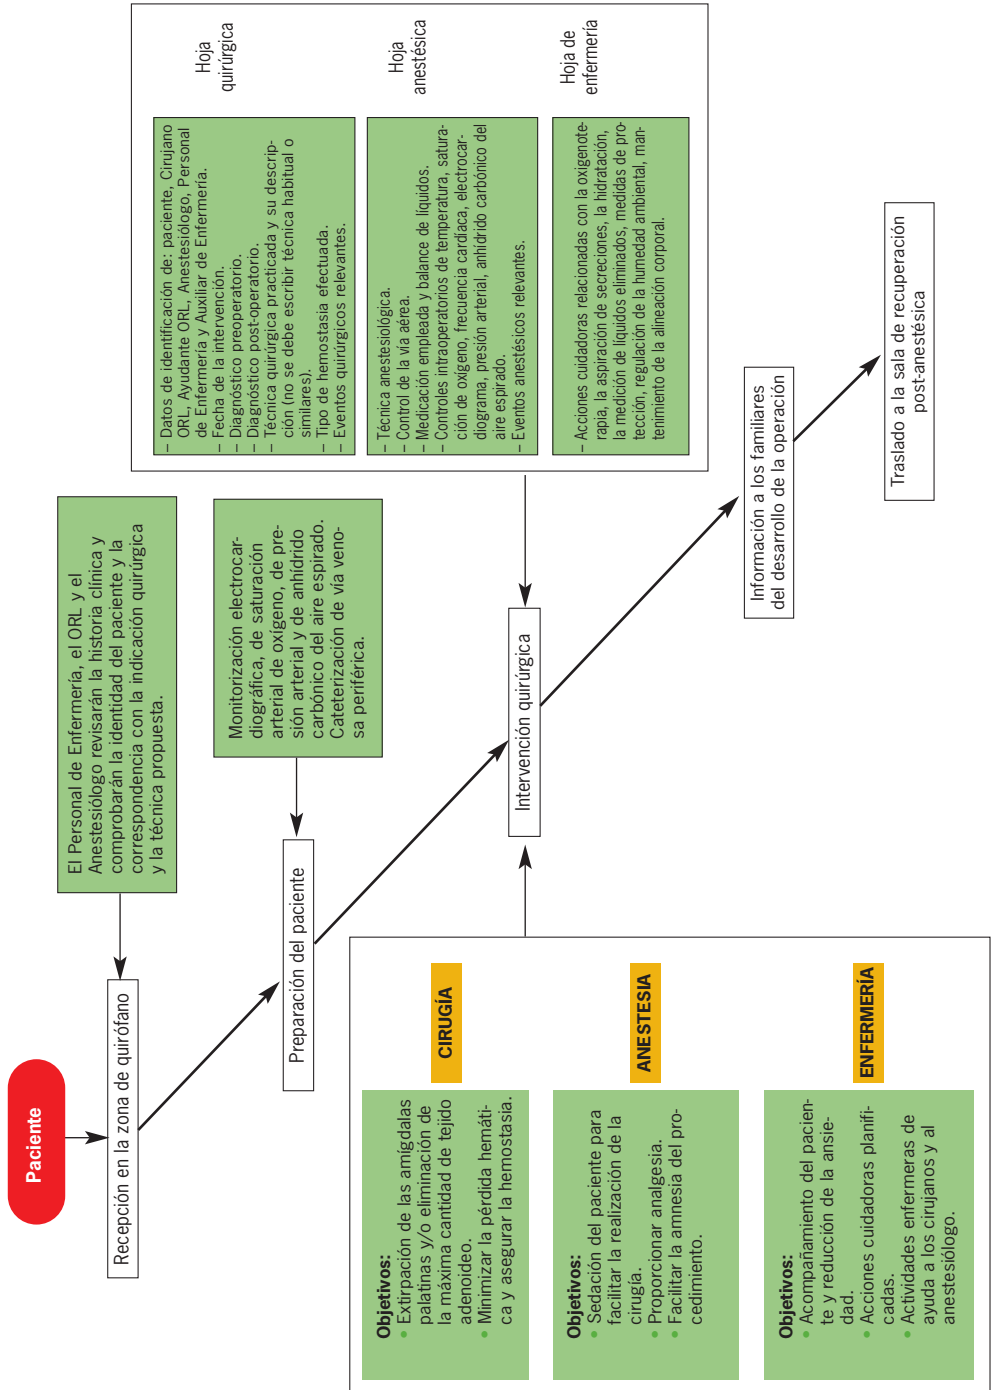 Paciente
Recepción en la zona de quirófano
El Personal de Enfermería, el ORL y el
Anestesiólogo revisarán la historia clínica y
comprobarán la identidad del paciente y la
correspondencia con la indicación quirúrgica
y la técnica propuesta.
Preparación del paciente
Monitorización electrocar-
diográfica, de saturación
arterial de oxígeno, de pre-
sión arterial y de anhídrido
carbónico del aire espirado.
Cateterización de vía veno-
sa periférica.
Objetivos:
• Extirpación de las amígdalas
palatinas y/o eliminación de
la máxima cantidad de tejido
adenoideo.
• Minimizar la pérdida hemáti-
ca y asegurar la hemostasia.
CIRUGÍA
Objetivos:
• Sedación del paciente para
facilitar la realización de la
cirugía.
• Proporcionar analgesia.
• Facilitar la amnesia del pro-
cedimiento.
ANESTESIA
Objetivos:
• Acompañamiento del pacien-
te y reducción de la ansie-
dad.
• Acciones cuidadoras planifi-
cadas.
• Actividades enfermeras de
ayuda a los cirujanos y al
anestesiólogo.
ENFERMERÍA
Intervención quirúrgica
– Datos de identificación de: paciente, Cirujano
ORL, Ayudante ORL, Anestesiólogo, Personal
de Enfermería y Auxiliar de Enfermería.
– Fecha de la intervención.
– Diagnóstico preoperatorio.
– Diagnóstico post-operatorio.
– Técnica quirúrgica practicada y su descrip-
ción (no se debe escribir técnica habitual o
similares).
– Tipo de hemostasia efectuada.
– Eventos quirúrgicos relevantes.
Hoja
quirúrgica
– Técnica anestesiológica.
– Control de la vía aérea.
– Medicación empleada y balance de líquidos.
– Controles intraoperatorios de temperatura, satura-
ción de oxígeno, frecuencia cardiaca, electrocar-
diograma, presión arterial, anhídrido carbónico del
aire espirado.
– Eventos anestésicos relevantes.
Hoja
anestésica
– Acciones cuidadoras relacionadas con la oxigenote-
rapia, la aspiración de secreciones, la hidratación,
la medición de líquidos eliminados, medidas de pro-
tección, regulación de la humedad ambiental, man-
tenimiento de la alineación corporal.
Hoja de
enfermería
Información a los familiares
del desarrollo de la operación
Traslado a la sala de recuperación
post-anestésica